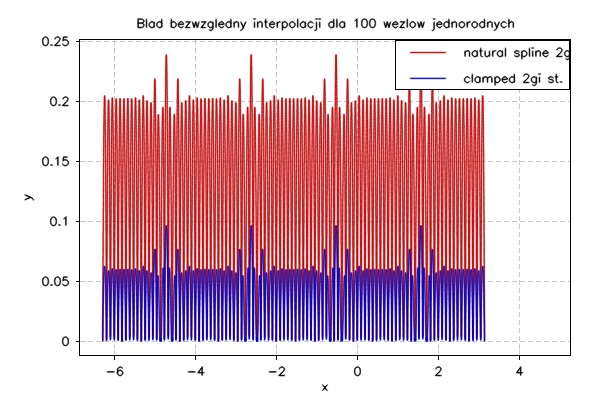 Blad bezwzgledny interpolacji dla 100 wezlow jednorodnych
natural spline 2g
clamped 2gi st.
0.25
0.2
0.15
0.1
0.05
0
y
−6
−4
−2
0
2
4
x